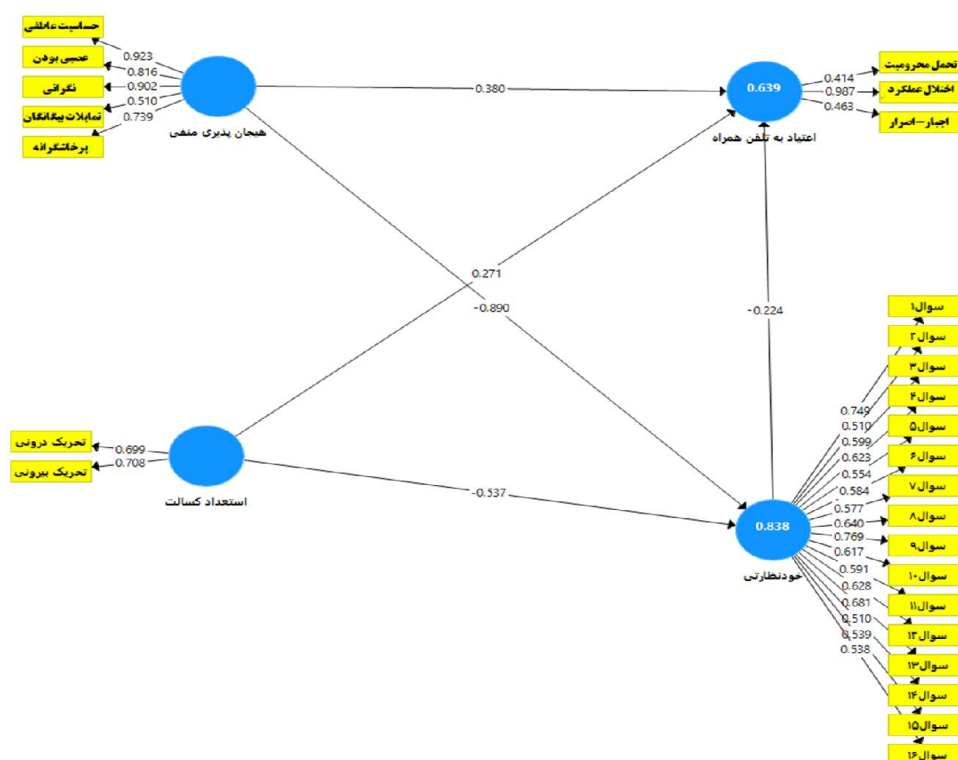 حساسیت عاطفی
عصبی بودن
نگرانی
تمایلات بیگانگان
پرخاشگرانه
0.923
0.816
0.902
0.510
0.739
هیجان پذیری منفی
0.380
0.639
اعتیاد به تلفن همراه
0.414
0.987
0.463
تحمل محرومیت
اختلال عملکرد
اجبار-اصرار
0.271
-0.890
-0.224
تحریک درونی
تحریک بیرونی
0.699
0.708
استعداد کسالت
-0.537
0.838
خودنظارتی
0.749
0.510
0.599
0.623
0.554
0.584
0.577
0.640
0.769
0.617
0.591
0.628
0.681
0.510
0.539
0.538
سوال۱
سوال۲
سوال۳
سوال۴
سوال۵
سوال۶
سوال۷
سوال۸
سوال۹
سوال۱۰
سوال۱۱
سوال۱۲
سوال۱۳
سوال۱۴
سوال۱۵
سوال۱۶